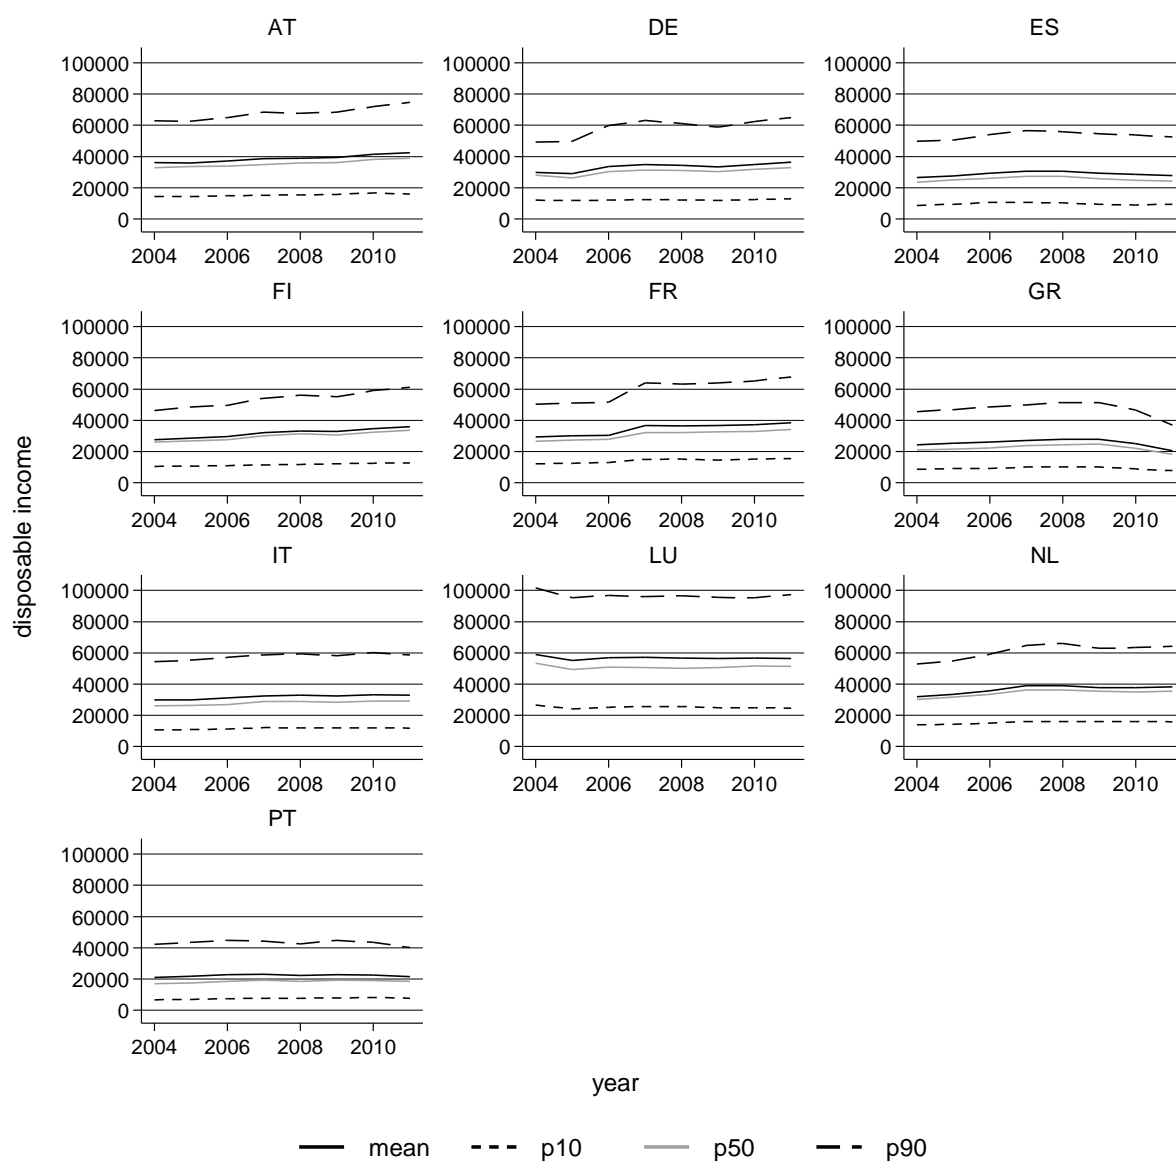 AT DE ES
100000 100000 100000
80000 80000 80000
60000 60000 60000
40000 40000 40000
20000 20000 20000
0 0 0
2004 2006 2008 2010 2004 2006 2008 2010 2004 2006 2008 2010
FI FR GR
100000 100000 100000
80000 80000 80000
60000 60000 60000
40000 40000 40000
20000 20000 20000
0 0 0
2004 2006 2008 2010 2004 2006 2008 2010 2004 2006 2008 2010
disposable income
IT LU NL
100000 100000 100000
80000 80000 80000
60000 60000 60000
40000 40000 40000
20000 20000 20000
0 0 0
2004 2006 2008 2010 2004 2006 2008 2010 2004 2006 2008 2010
PT
100000
80000
60000
40000
20000
0
2004 2006 2008 2010
year
mean p10 p50 p90